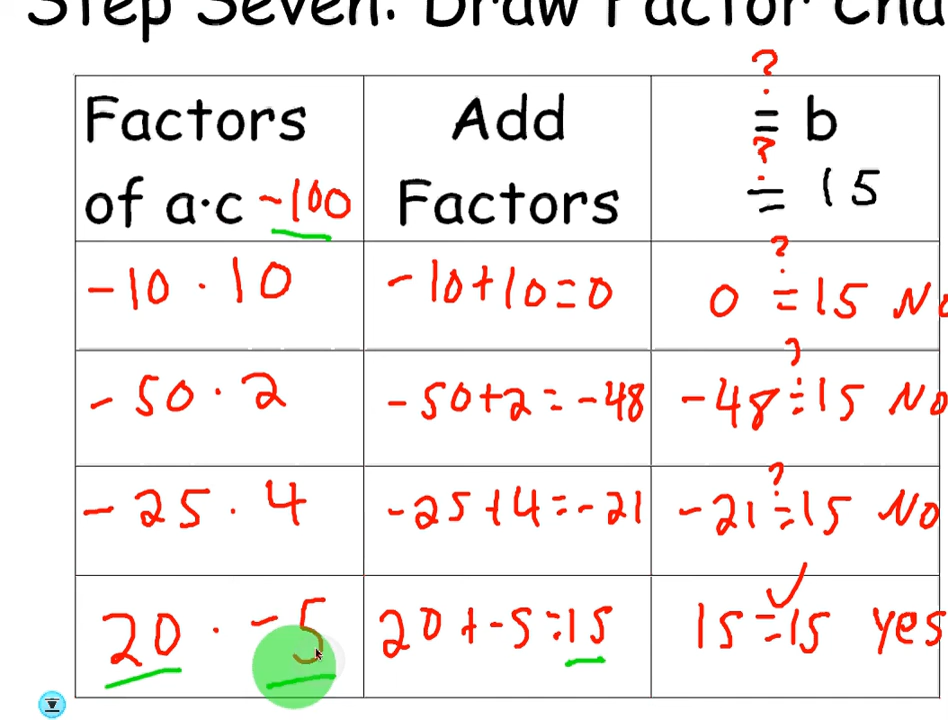 Step Seven: Draw Factor Cha
Factors of a·c -100
Add Factors
? = b
? = 15
-10 · 10
-10+10=0
0 ?= 15 No
-50 · 2
-50+2=-48
-48 ?= 15 No
-25 · 4
-25+4=-21
-21 ?= 15 No
20 · -5
20+-5=15
15 = 15 yes